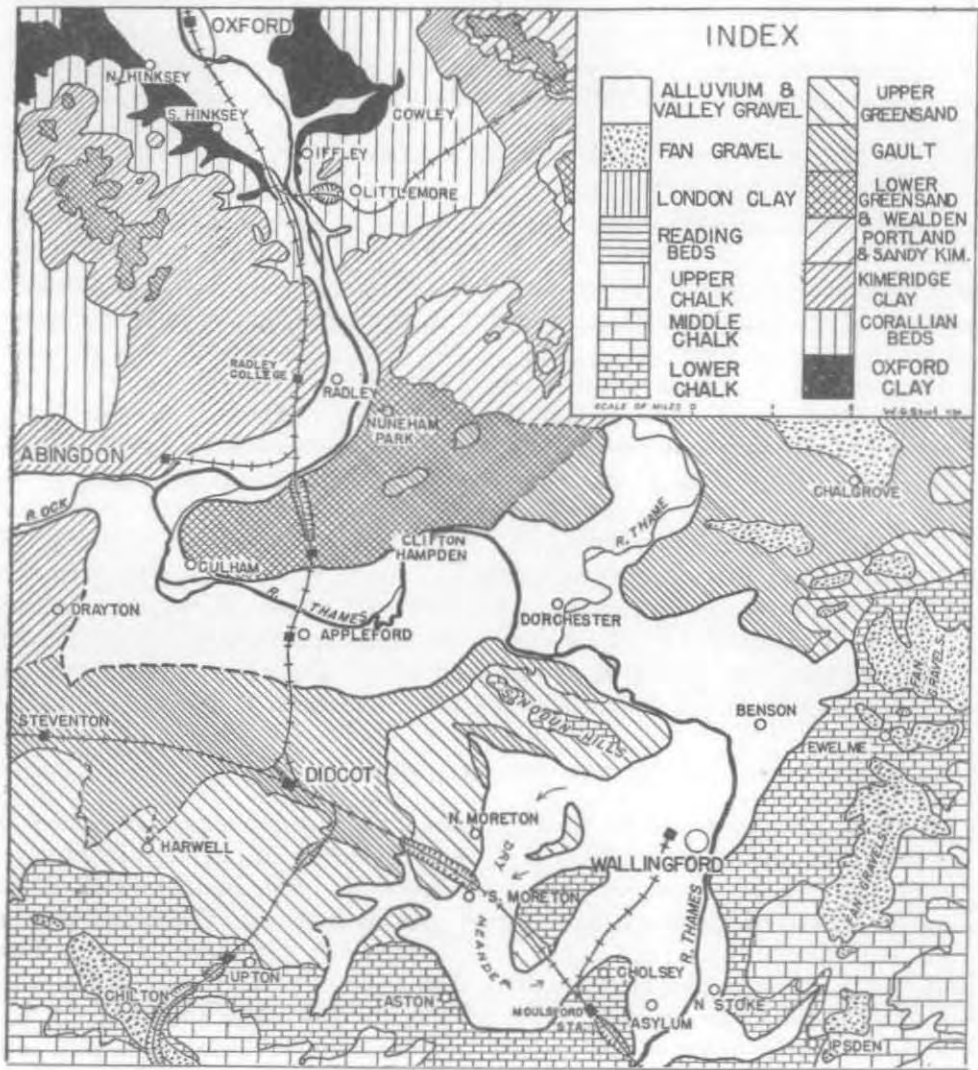 INDEX
ALLUVIUM &
VALLEY GRAVEL
FAN GRAVEL
LONDON CLAY
READING
BEDS
UPPER
CHALK
MIDDLE
CHALK
LOWER
CHALK
UPPER
GREENSAND
GAULT
LOWER
GREENSAND
& WEALDEN
PORTLAND
& SANDY KIM.
KIMERIDGE
CLAY
CORALLIAN
BEDS
OXFORD
CLAY
SCALE OF MILES 0
OXFORD
N. HINKSEY
S. HINKSEY
COWLEY
IFFLEY
LITTLEMORE
RADLEY
COLLEGE
RADLEY
NUNEHAM
PARK
ABINGDON
R. OCK
CHALGROVE
R. THAME
CLIFTON
HAMPDEN
CULHAM
R. THAMES
DRAYTON
DORCHESTER
APPLEFORD
FAN
GRAVELS
STEVENTON
SINODUN HILLS
BENSON
EWELME
DIDCOT
N. MORETON
HARWELL
DRY
WALLINGFORD
FAN GRAVELS
S. MORETON
MEANDER
R. THAMES
UPTON
CHOLSEY
CHILTON
ASTON
MOULSFORD
STA.
ASYLUM
N. STOKE
IPSDEN